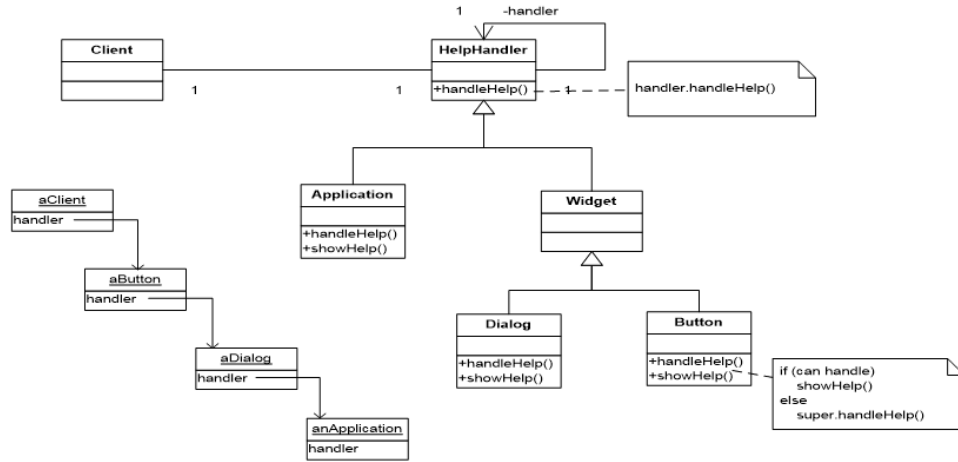 1 -handler
Client
HelpHandler
+handleHelp()
1
1
1
handler.handleHelp()
Application
+handleHelp()
+showHelp()
Widget
aClient
handler
aButton
handler
aDialog
handler
anApplication
handler
Dialog
+handleHelp()
+showHelp()
Button
+handleHelp()
+showHelp()
if (can handle)
showHelp()
else
super.handleHelp()